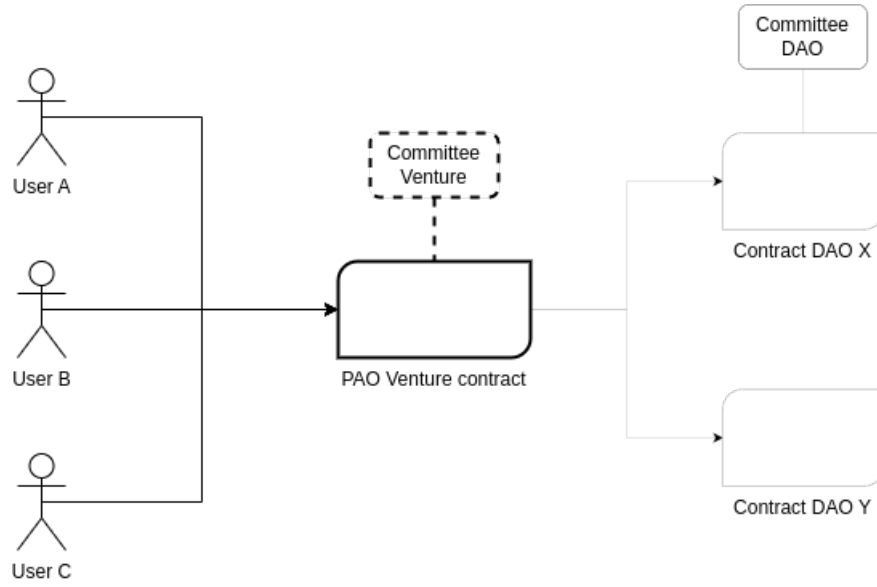 Committee
DAO
User A
Committee
Venture
Contract DAO X
User B
PAO Venture contract
Contract DAO Y
User C